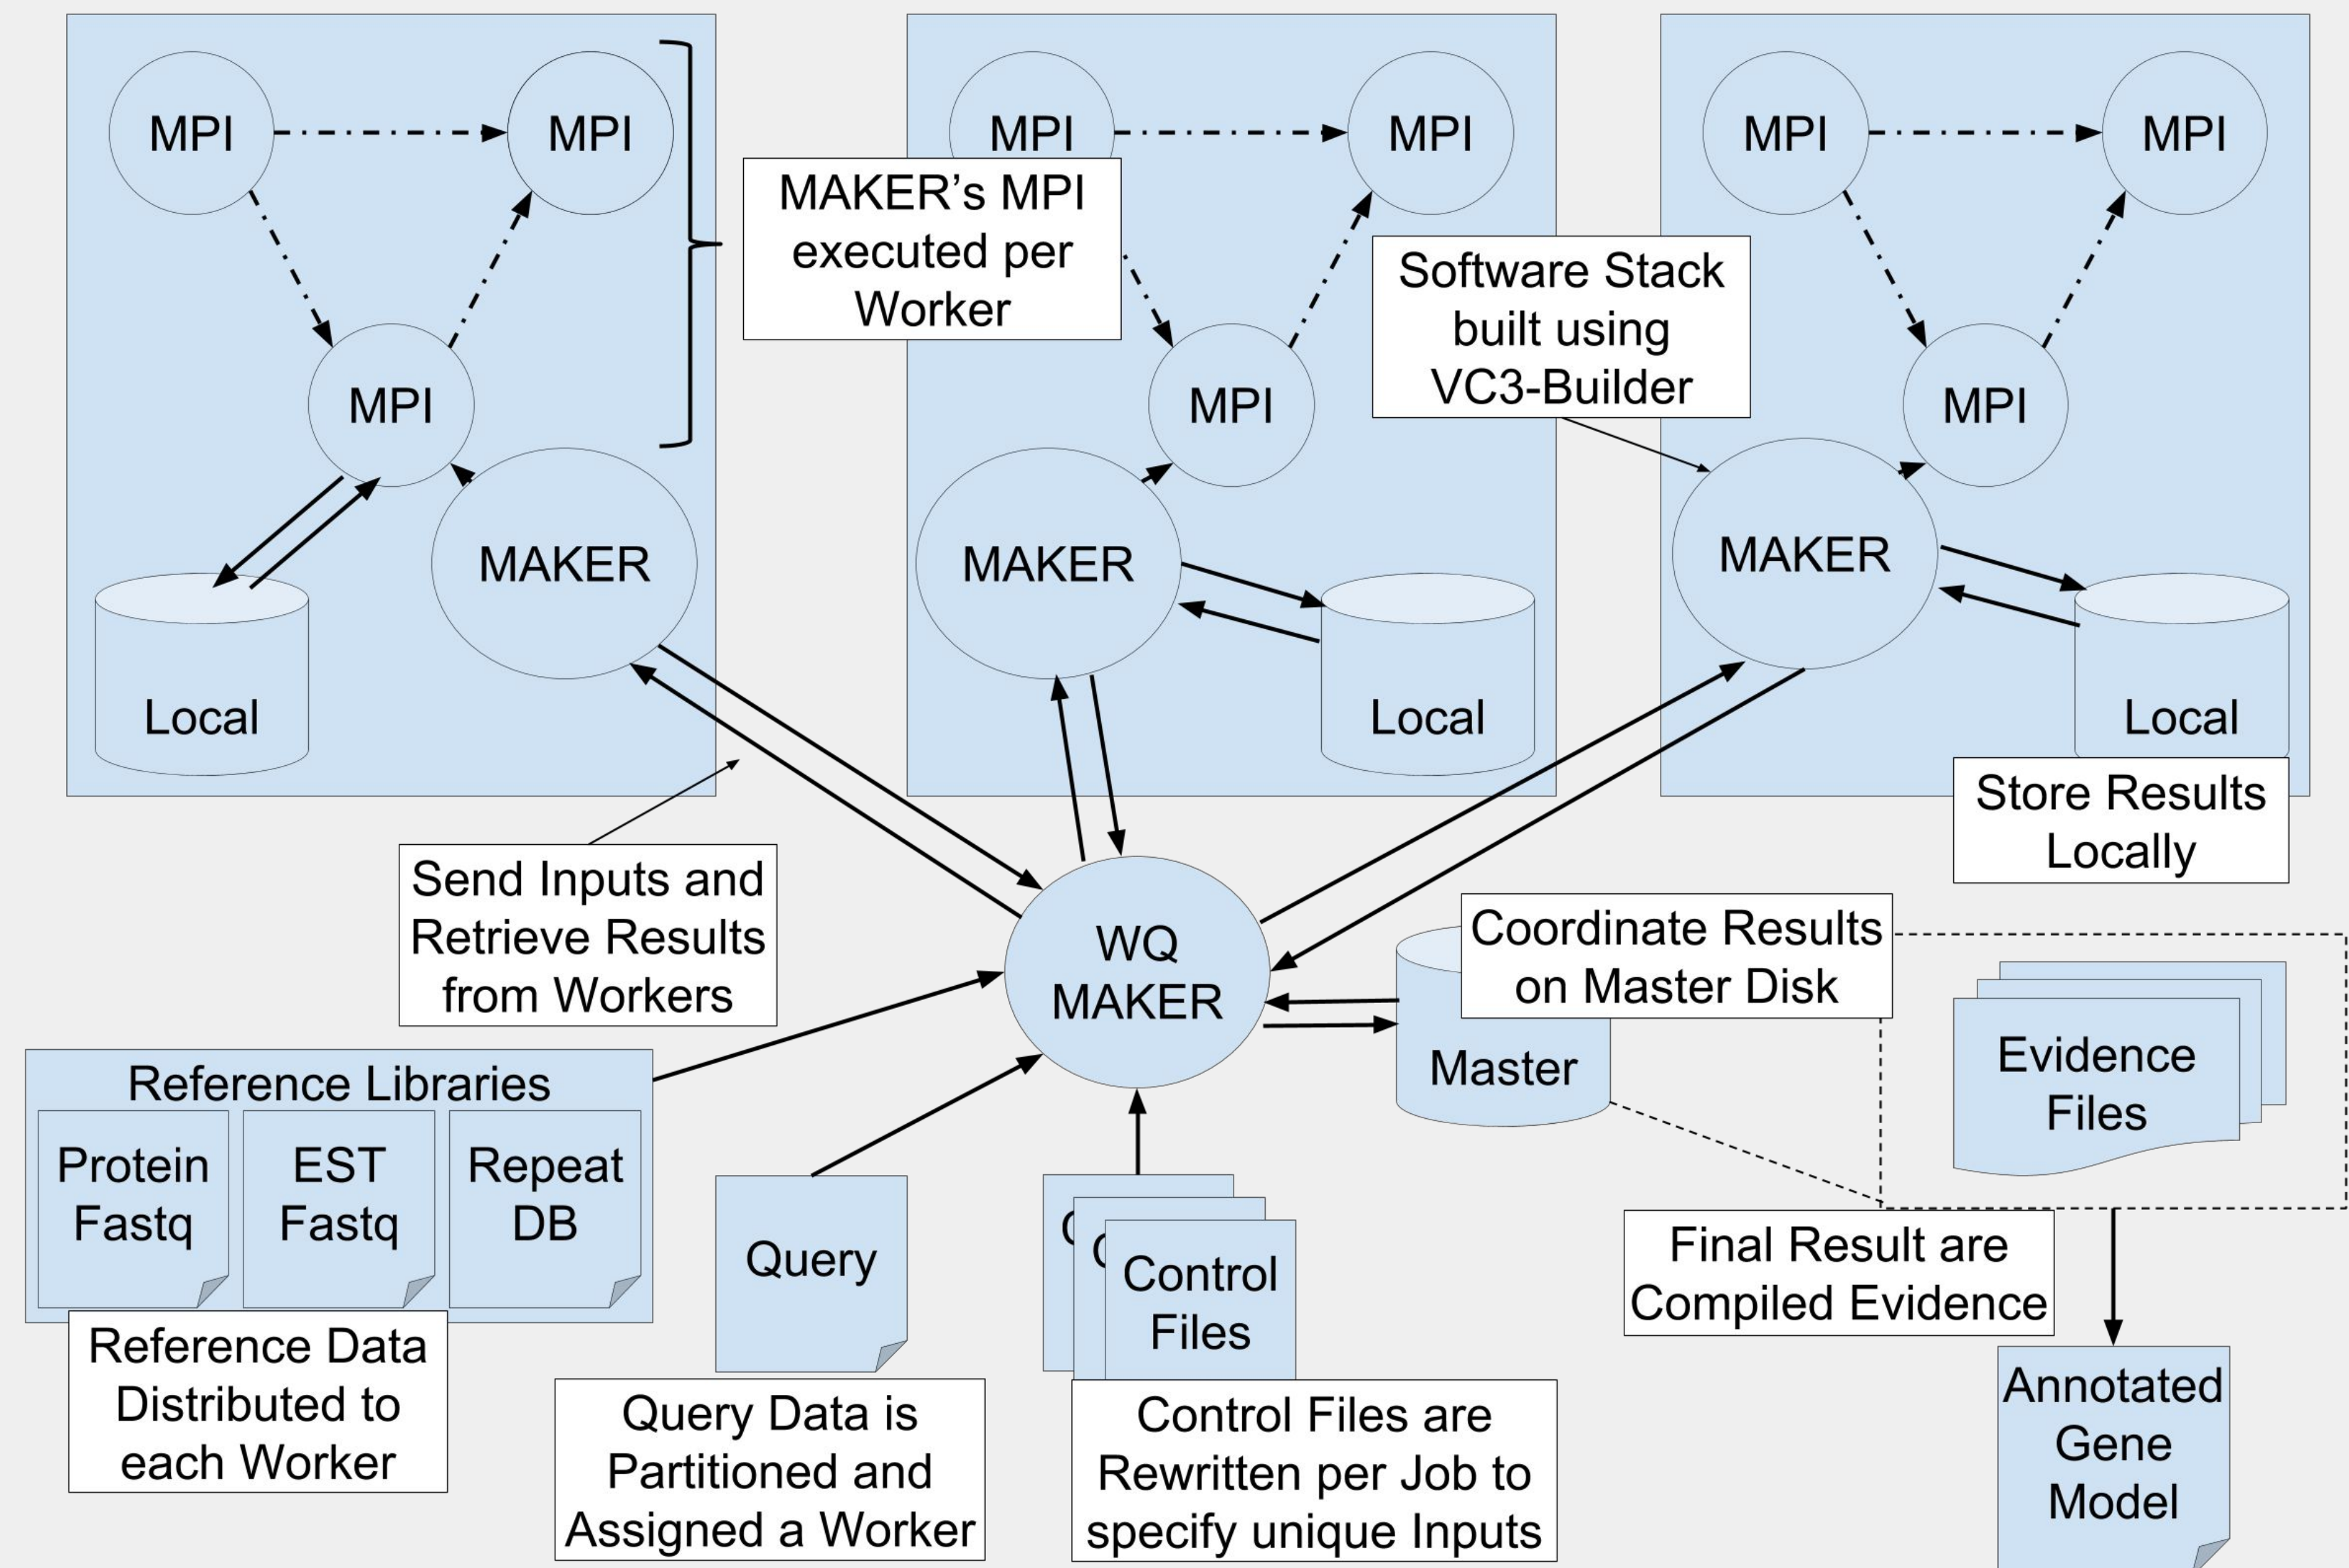 MPI
MPI
MPI
MPI
MPI
MPI
MAKER's MPI
executed per
Worker
Software Stack
built using
VC3-Builder
MPI
MPI
MPI
MAKER
MAKER
MAKER
Local
Local
Local
Store Results
Locally
Send Inputs and
Retrieve Results
from Workers
WQ
MAKER
Coordinate Results
on Master Disk
Master
Evidence
Files
Reference Libraries
Protein
Fastq
EST
Fastq
Repeat
DB
Reference Data
Distributed to
each Worker
Query
Query Data is
Partitioned and
Assigned a Worker
C
C
Control
Files
Control Files are
Rewritten per Job to
specify unique Inputs
Final Result are
Compiled Evidence
Annotated
Gene
Model